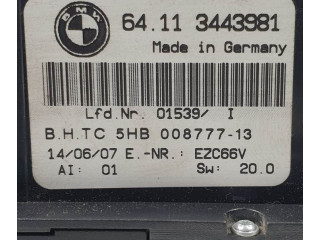 BMW
64.11 3443981
Made in Germany
Lfd.Nr. 01539/ I
B.H.TC 5HB 008777-13
14/06/07 E.-NR.: EZC66V
AI: 01 SW: 20.0